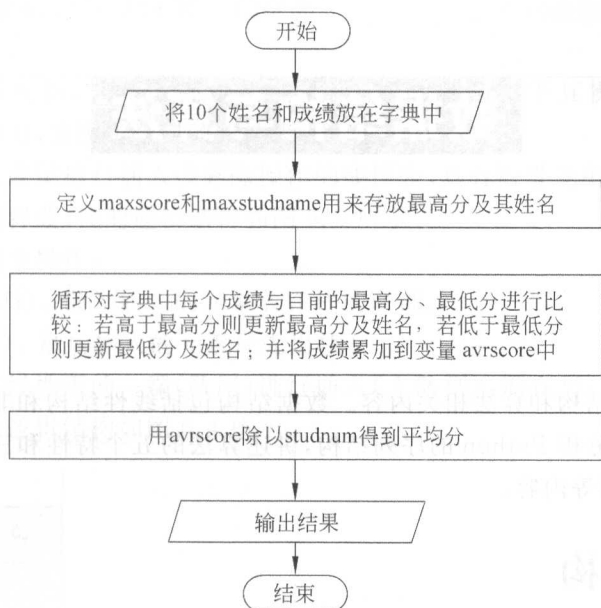 开始
将10个姓名和成绩放在字典中
定义maxscore和maxstudname用来存放最高分及其姓名
循环对字典中每个成绩与目前的最高分、最低分进行比
较：若高于最高分则更新最高分及姓名，若低于最低分
则更新最低分及姓名；并将成绩累加到变量 avrscore中
用avrscore除以studnum得到平均分
输出结果
结束